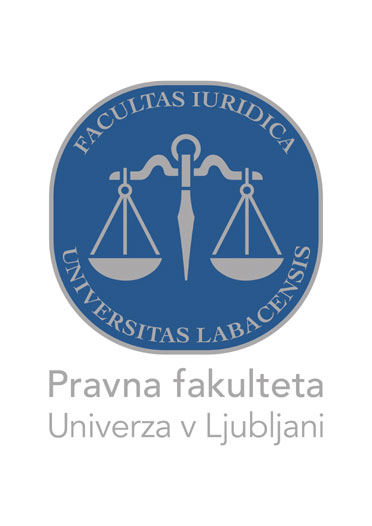 FACULTAS IURIDICA
UNIVERSITAS LABACENSIS
Pravna fakulteta
Univerza v Ljubljani